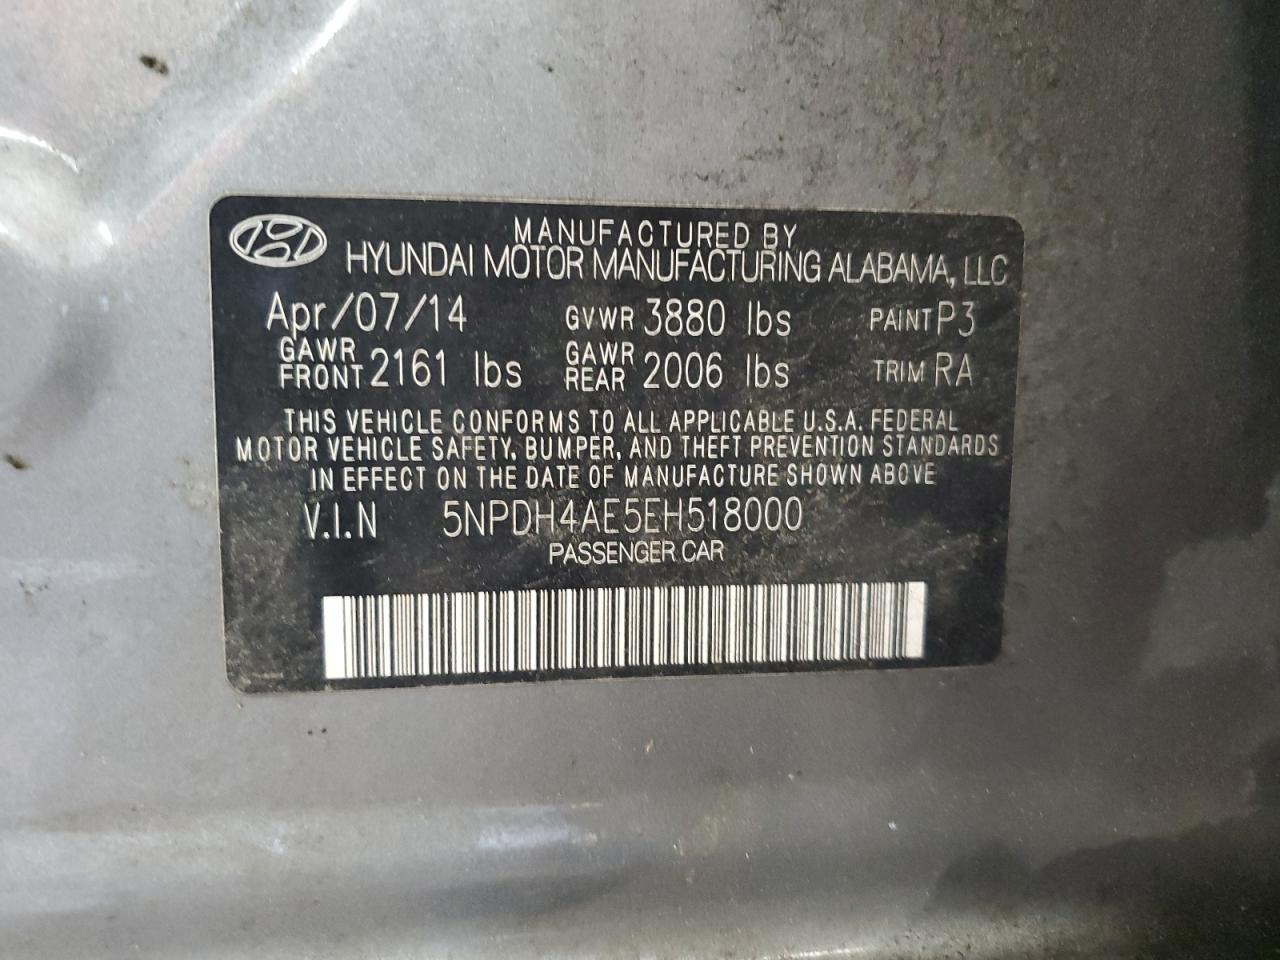 MANUFACTURED BY
HYUNDAI MOTOR MANUFACTURING ALABAMA, LLC
Apr/07/14 GVWR 3880 lbs PAINT P3
GAWR FRONT 2161 lbs GAWR REAR 2006 lbs TRIM RA
THIS VEHICLE CONFORMS TO ALL APPLICABLE U.S.A. FEDERAL
MOTOR VEHICLE SAFETY, BUMPER, AND THEFT PREVENTION STANDARDS
IN EFFECT ON THE DATE OF MANUFACTURE SHOWN ABOVE
V.I.N 5NPDH4AE5EH518000
PASSENGER CAR